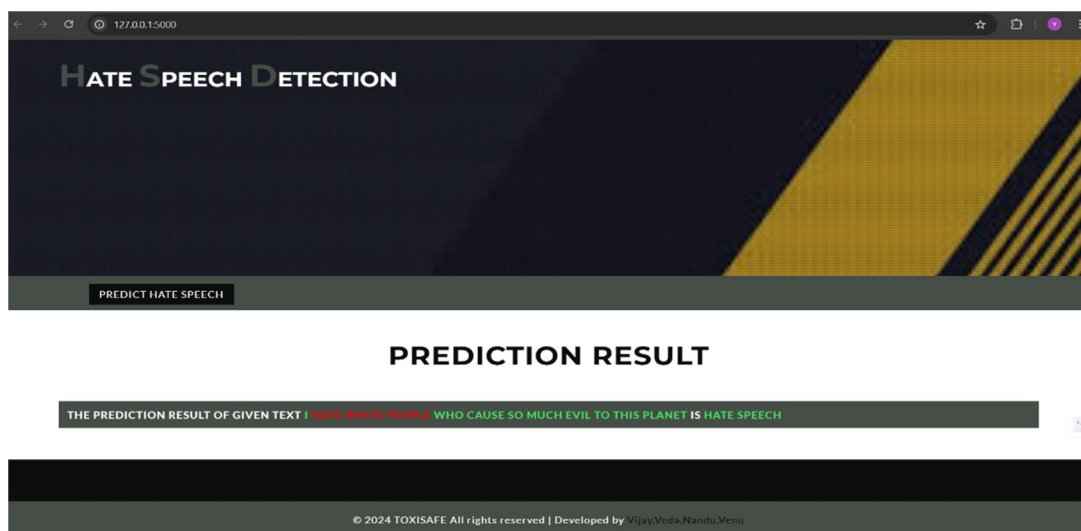 127.0.0.1:5000
HATE SPEECH DETECTION
PREDICT HATE SPEECH
PREDICTION RESULT
THE PREDICTION RESULT OF GIVEN TEXT I HATE WHITE PEOPLE WHO CAUSE SO MUCH EVIL TO THIS PLANET IS HATE SPEECH
© 2024 TOXISAFE All rights reserved | Developed by Vijay,Veda,Nandu,Venu